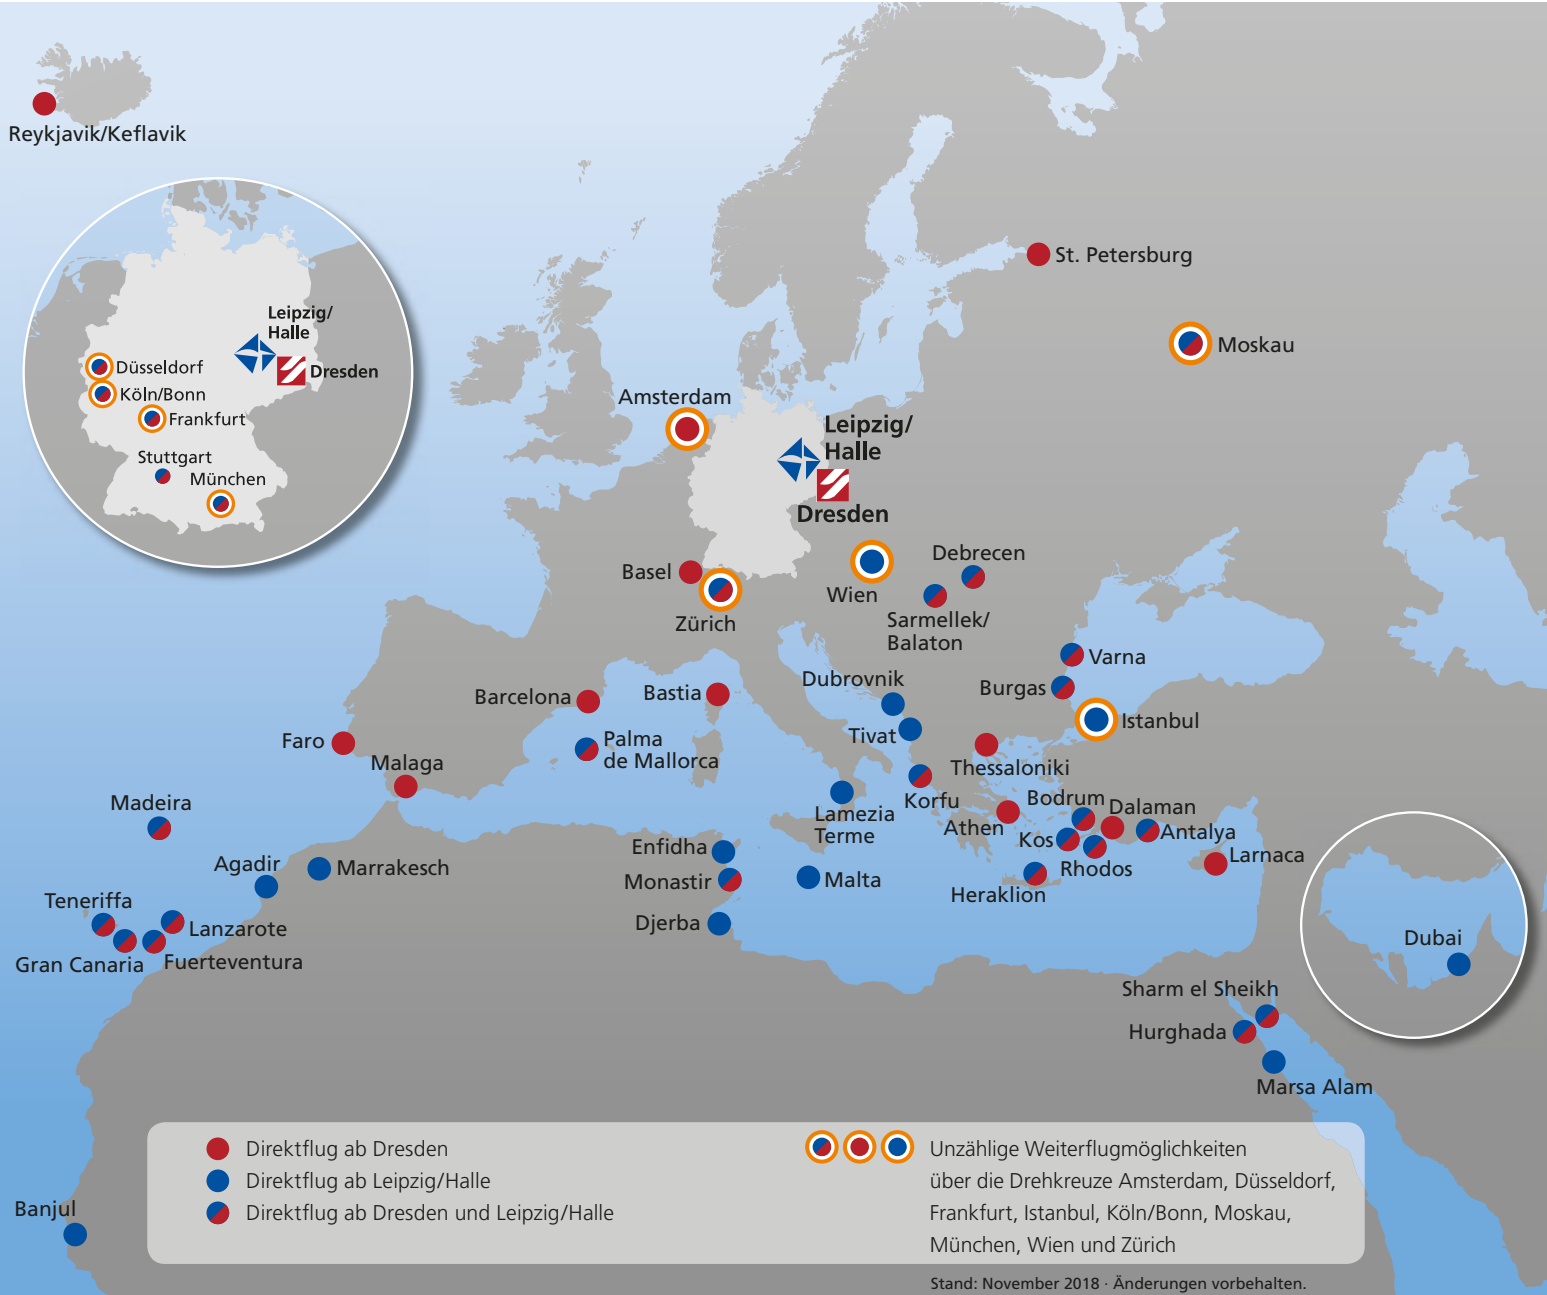 Reykjavik/Keflavik
Leipzig/
Halle
Dresden
Düsseldorf
Köln/Bonn
Frankfurt
Stuttgart
München
St. Petersburg
Moskau
Amsterdam
Leipzig/
Halle
Dresden
Basel
Zürich
Wien
Debrecen
Sarmellek/
Balaton
Varna
Burgas
Istanbul
Dubrovnik
Tivat
Barcelona
Bastia
Palma
de Mallorca
Faro
Malaga
Thessaloniki
Korfu
Lamezia
Terme
Athen
Bodrum
Dalaman
Antalya
Kos
Rhodos
Heraklion
Larnaca
Madeira
Agadir
Marrakesch
Enfidha
Monastir
Malta
Djerba
Teneriffa
Lanzarote
Gran Canaria
Fuerteventura
Dubai
Sharm el Sheikh
Hurghada
Marsa Alam
Banjul
Direktflug ab Dresden
Direktflug ab Leipzig/Halle
Direktflug ab Dresden und Leipzig/Halle
Unzählige Weiterflugmöglichkeiten
über die Drehkreuze Amsterdam, Düsseldorf,
Frankfurt, Istanbul, Köln/Bonn, Moskau,
München, Wien und Zürich
Stand: November 2018 · Änderungen vorbehalten.